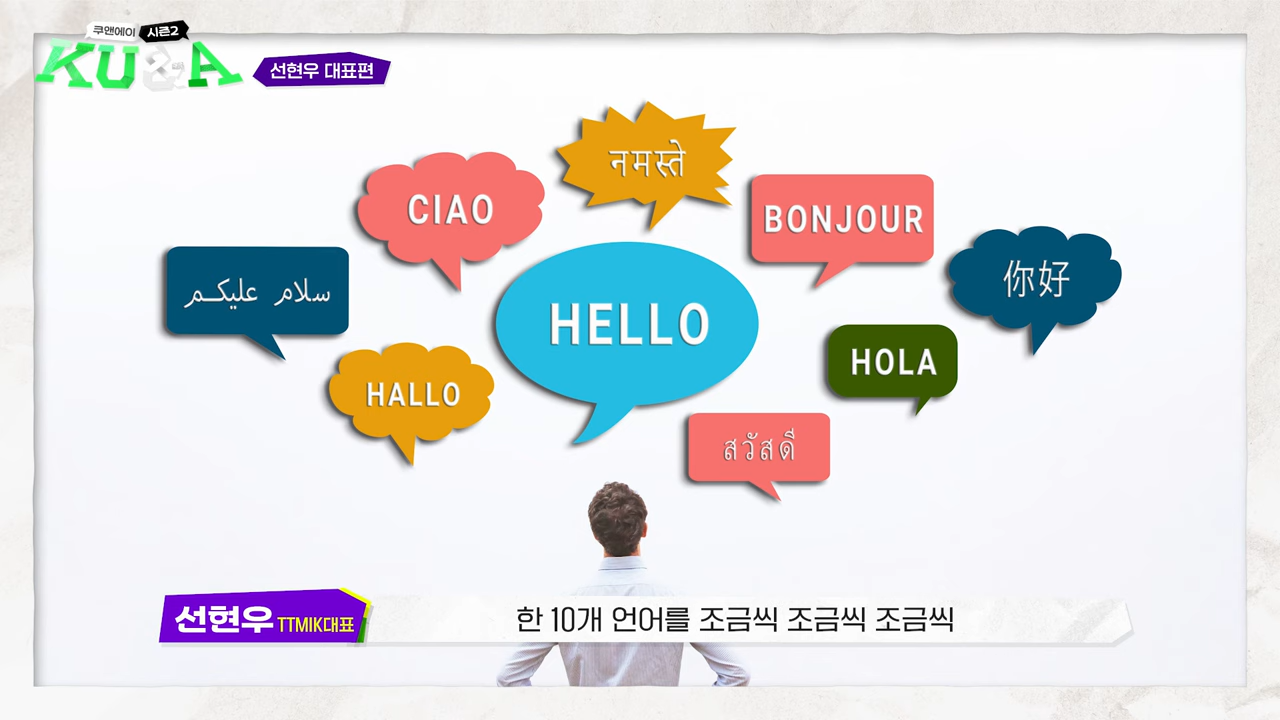 쿠앤에이 시즌2
KU&A
선현우 대표편
नमस्ते
CIAO
BONJOUR
سلام عليكم
你好
HELLO
HOLA
HALLO
สวัสดี
선현우 TTMIK대표
한 10개 언어를 조금씩 조금씩 조금씩